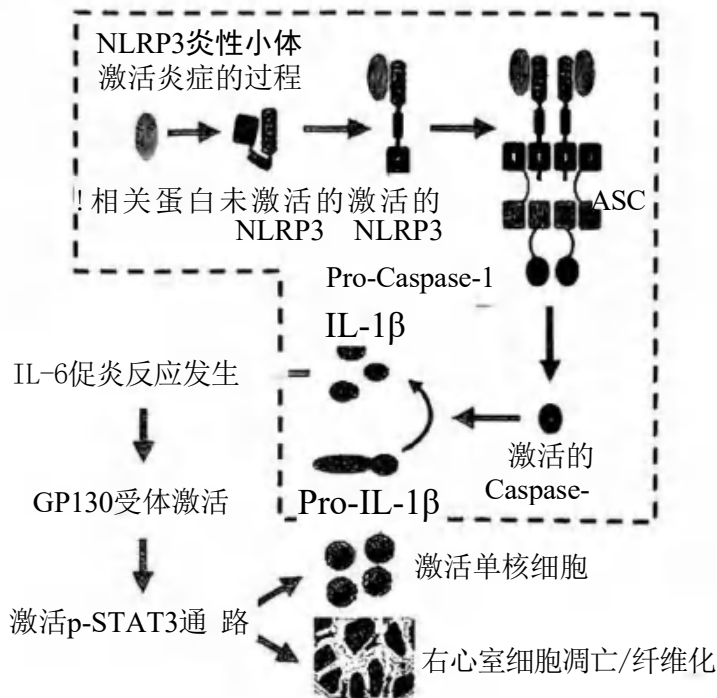 NLRP3炎性小体
激活炎症的过程
!相关蛋白未激活的激活的
NLRP3 NLRP3
ASC
Pro-Caspase-1
IL-1β
IL-6促炎反应发生
激活的
Caspase-
GP130受体激活
Pro-IL-1β
激活单核细胞
激活p-STAT3通 路
右心室细胞凋亡/纤维化